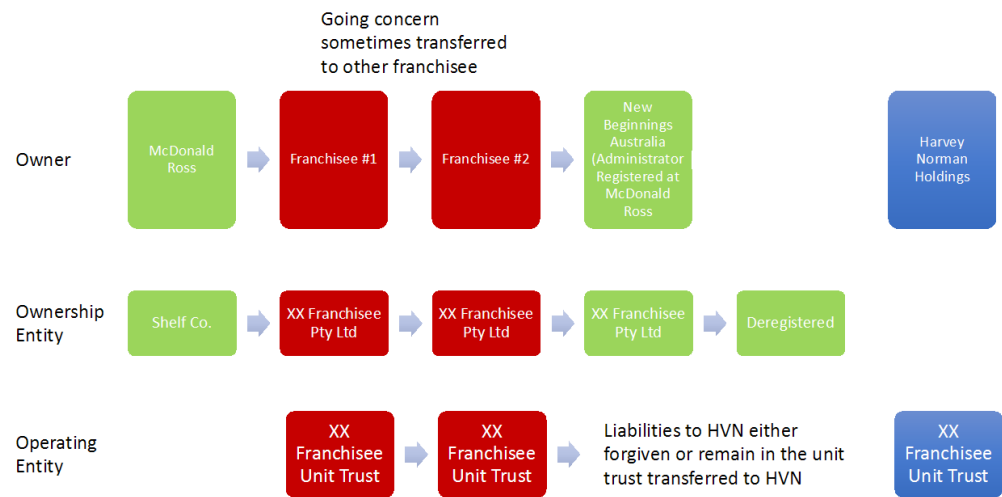 Going concern
sometimes transferred
to other franchisee
Owner
McDonald
Ross
Franchisee #1
Franchisee #2
New
Beginnings
Australia
(Administrator
Registered at
McDonald
Ross
Harvey
Norman
Holdings
Ownership
Entity
Shelf Co.
XX Franchisee
Pty Ltd
XX Franchisee
Pty Ltd
XX Franchisee
Pty Ltd
Deregistered
Operating
Entity
XX
Franchisee
Unit Trust
XX
Franchisee
Unit Trust
Liabilities to HVN either
forgiven or remain in the unit
trust transferred to HVN
XX
Franchisee
Unit Trust